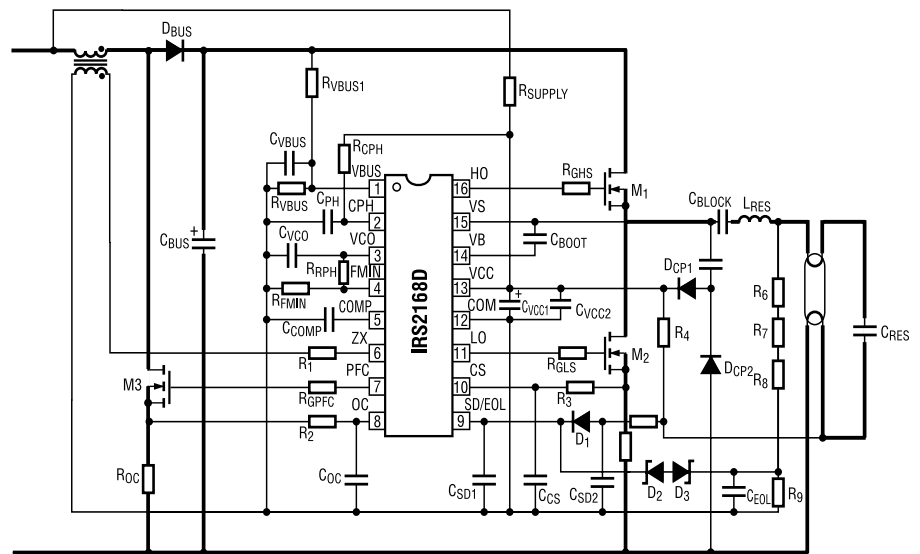 DBUS
RVBUS1
RSUPPLY
CVBUS
RCPH
VBUS
HO
RGHS
M1
1
16
RVBUS
CPH
CPH
VS
CBLOCK
LRES
2
15
CBUS
+
CVCO
VCO
VB
CBOOT
3
14
RRPH
FMIN
VCC
DCP1
4
13
RFMIN
COMP
COM
+
CVCC1
CVCC2
R6
CCOMP
5
12
R4
R7
CRES
IRS2168D
ZX
LO
M2
6
11
R1
RGLS
DCP2
R8
M3
PFC
CS
7
10
RGPFC
R3
OC
SD/EOL
8
9
R2
D1
ROC
COC
CSD1
CCS
CSD2
D2
D3
CEOL
R9